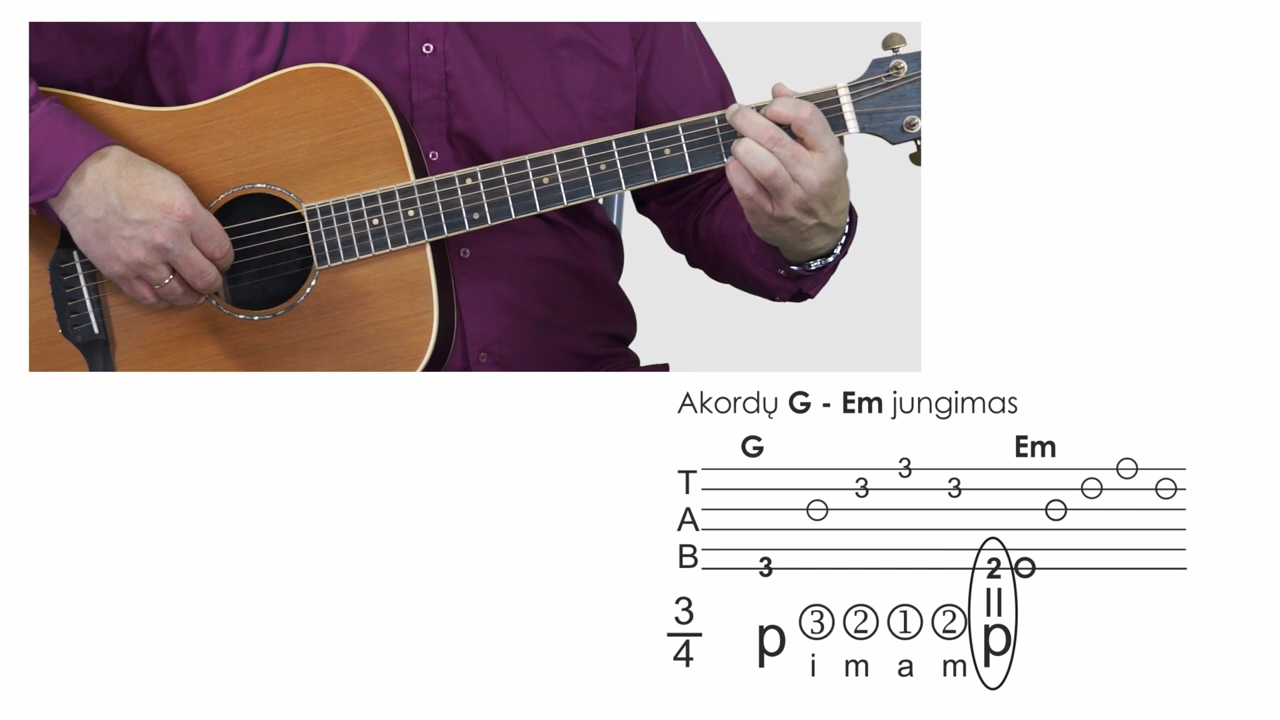 Akordų G - Em jungimas
G Em
T 3
3 3
A
B
3 2
3 p ③ ② ① ② || p
4 i m a m